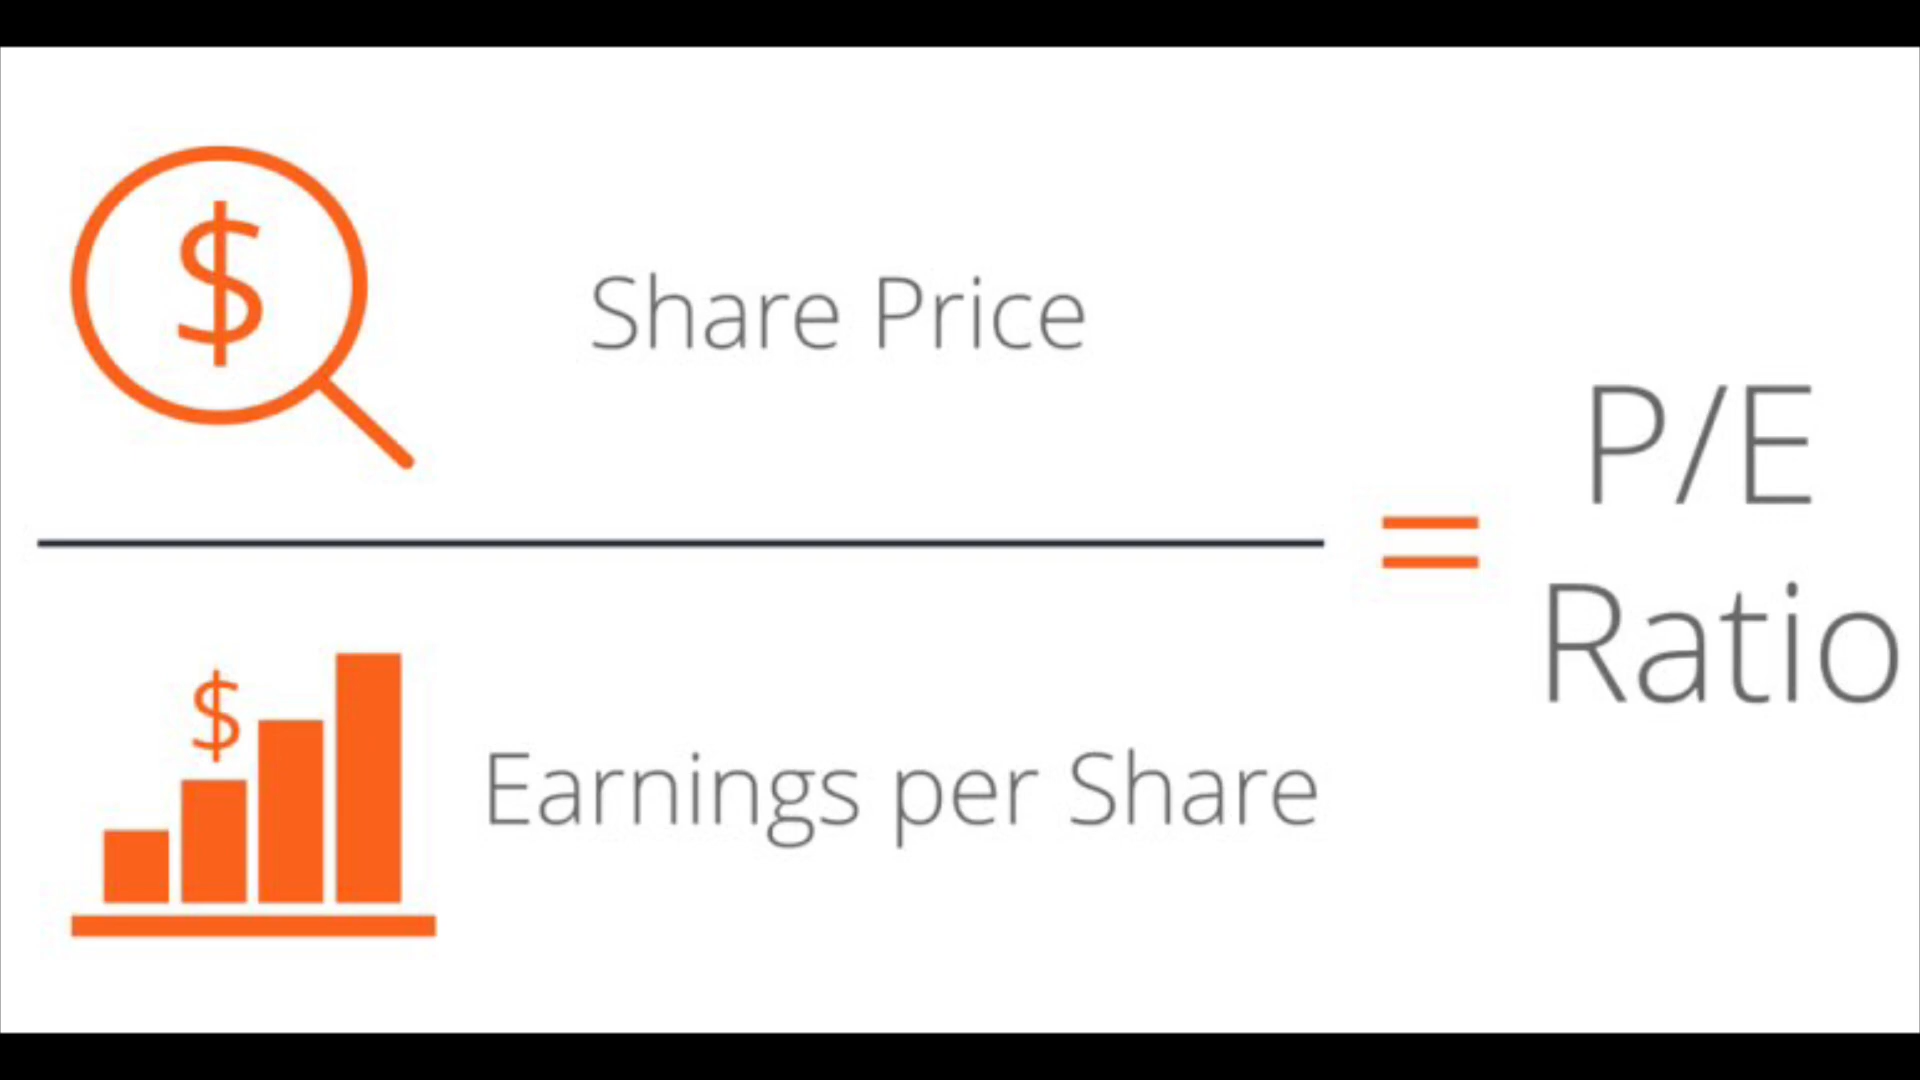 $
Share Price
=
P/E
Ratio
$
Earnings per Share